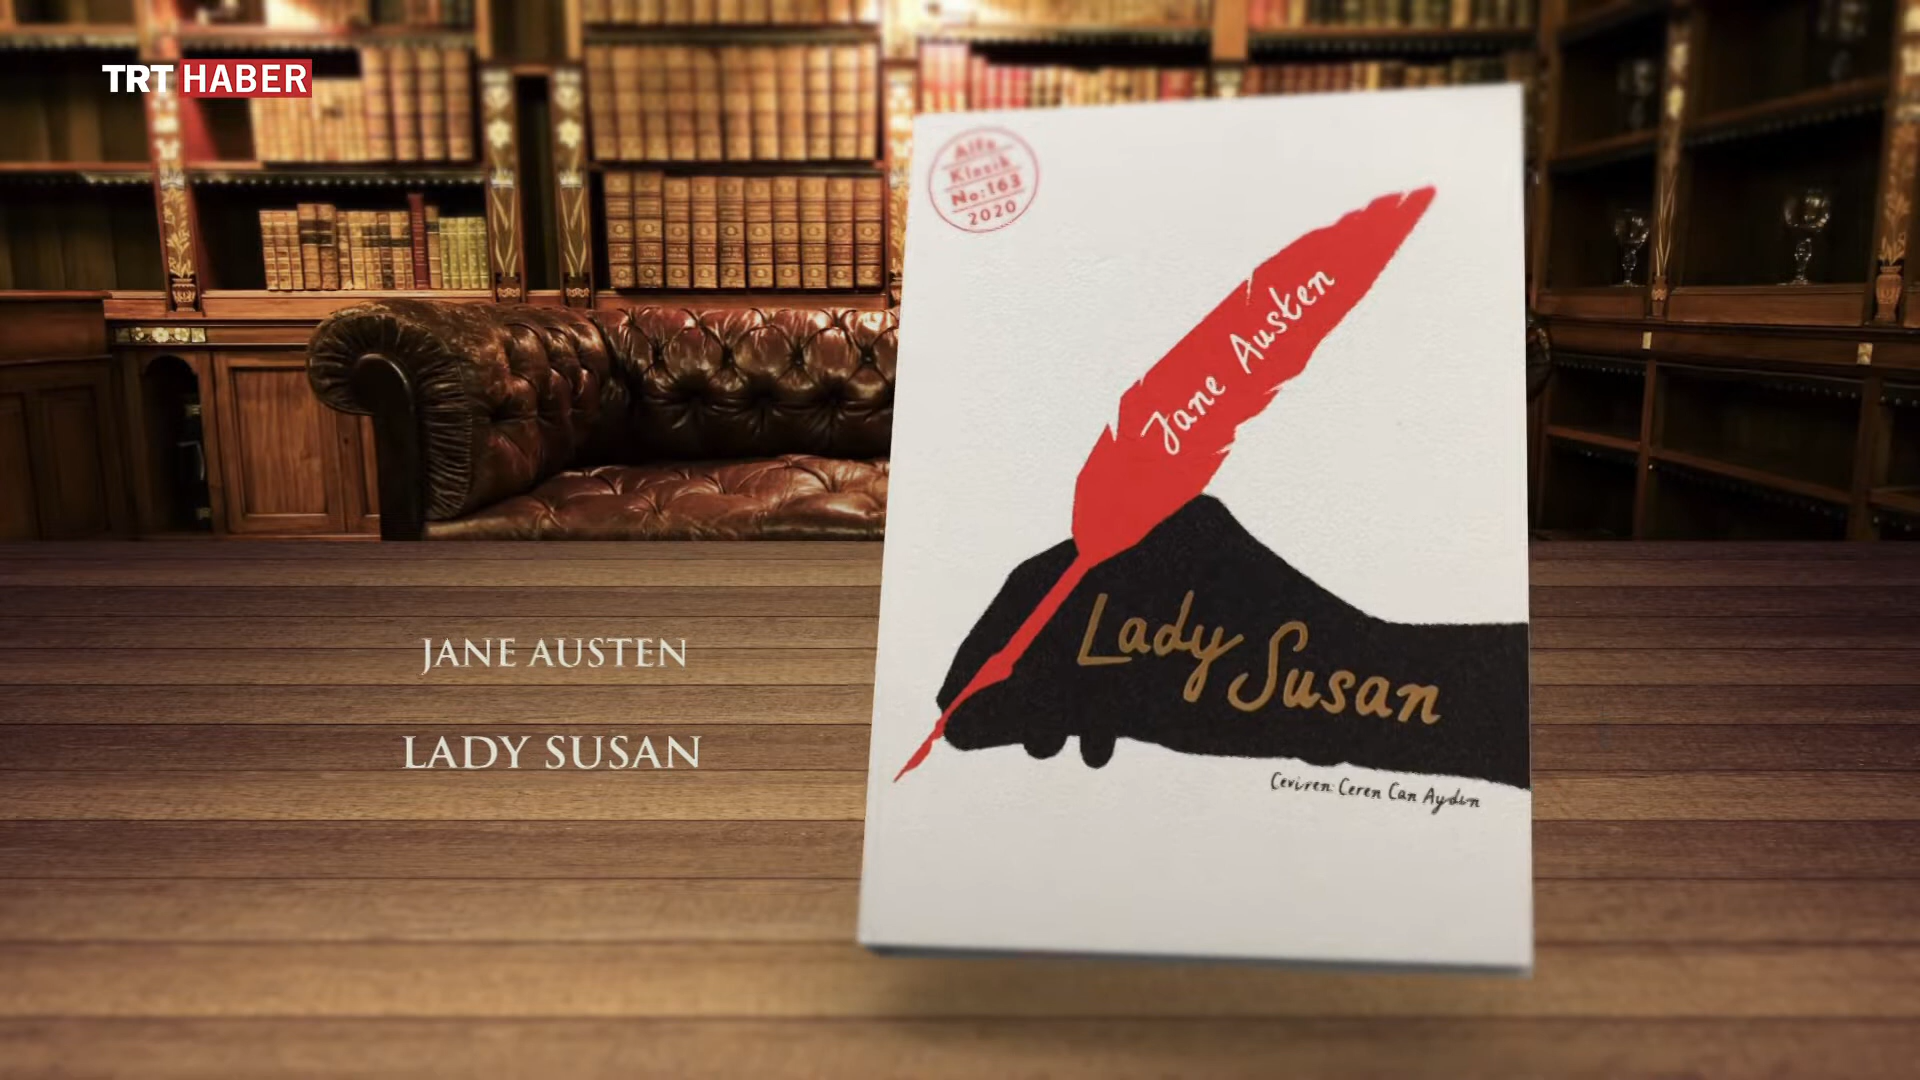 TRT HABER
Alfa
Klasik
No:163
2020
Jane Austen
Lady Susan
Çeviren: Ceren Can Aydın
JANE AUSTEN
LADY SUSAN